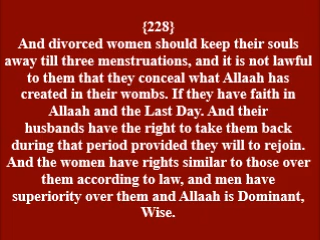 {228}
And divorced women should keep their souls
away till three menstruations, and it is not lawful
to them that they conceal what Allaah has
created in their wombs. If they have faith in
Allaah and the Last Day. And their
husbands have the right to take them back
during that period provided they will to rejoin.
And the women have rights similar to those over
them according to law, and men have
superiority over them and Allaah is Dominant,
Wise.